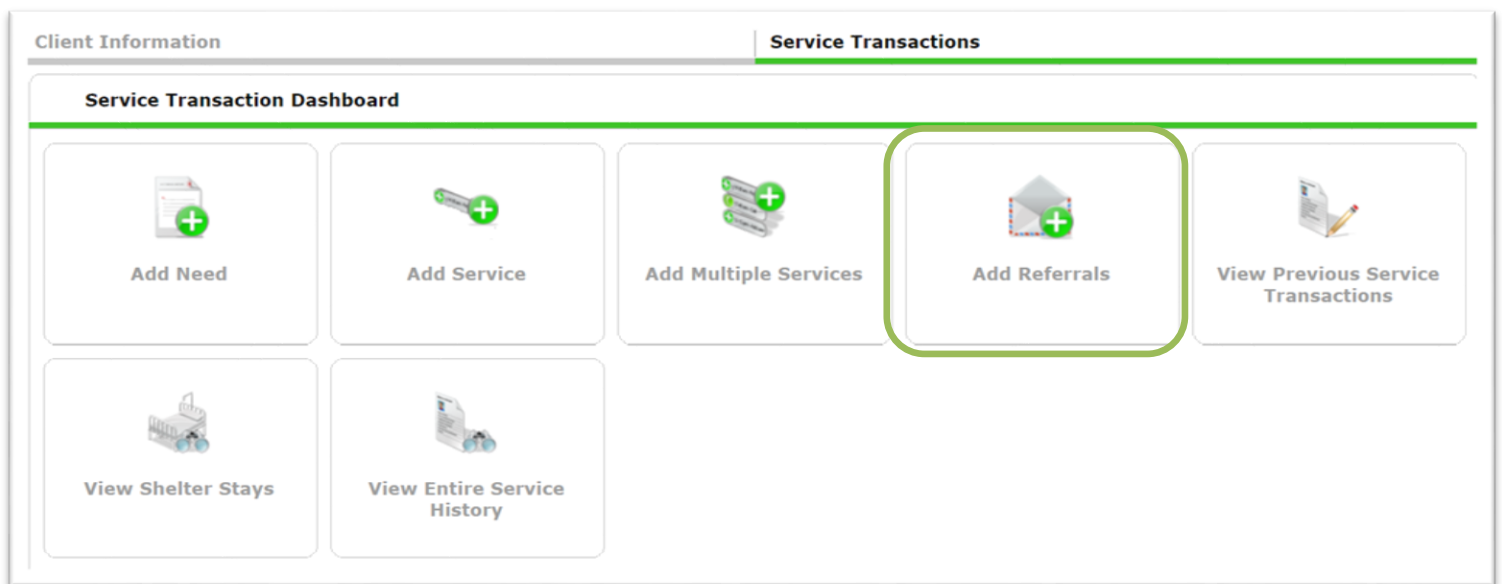 Client Information
Service Transactions
Service Transaction Dashboard
Add Need
Add Service
Add Multiple Services
Add Referrals
View Previous Service
Transactions
View Shelter Stays
View Entire Service
History